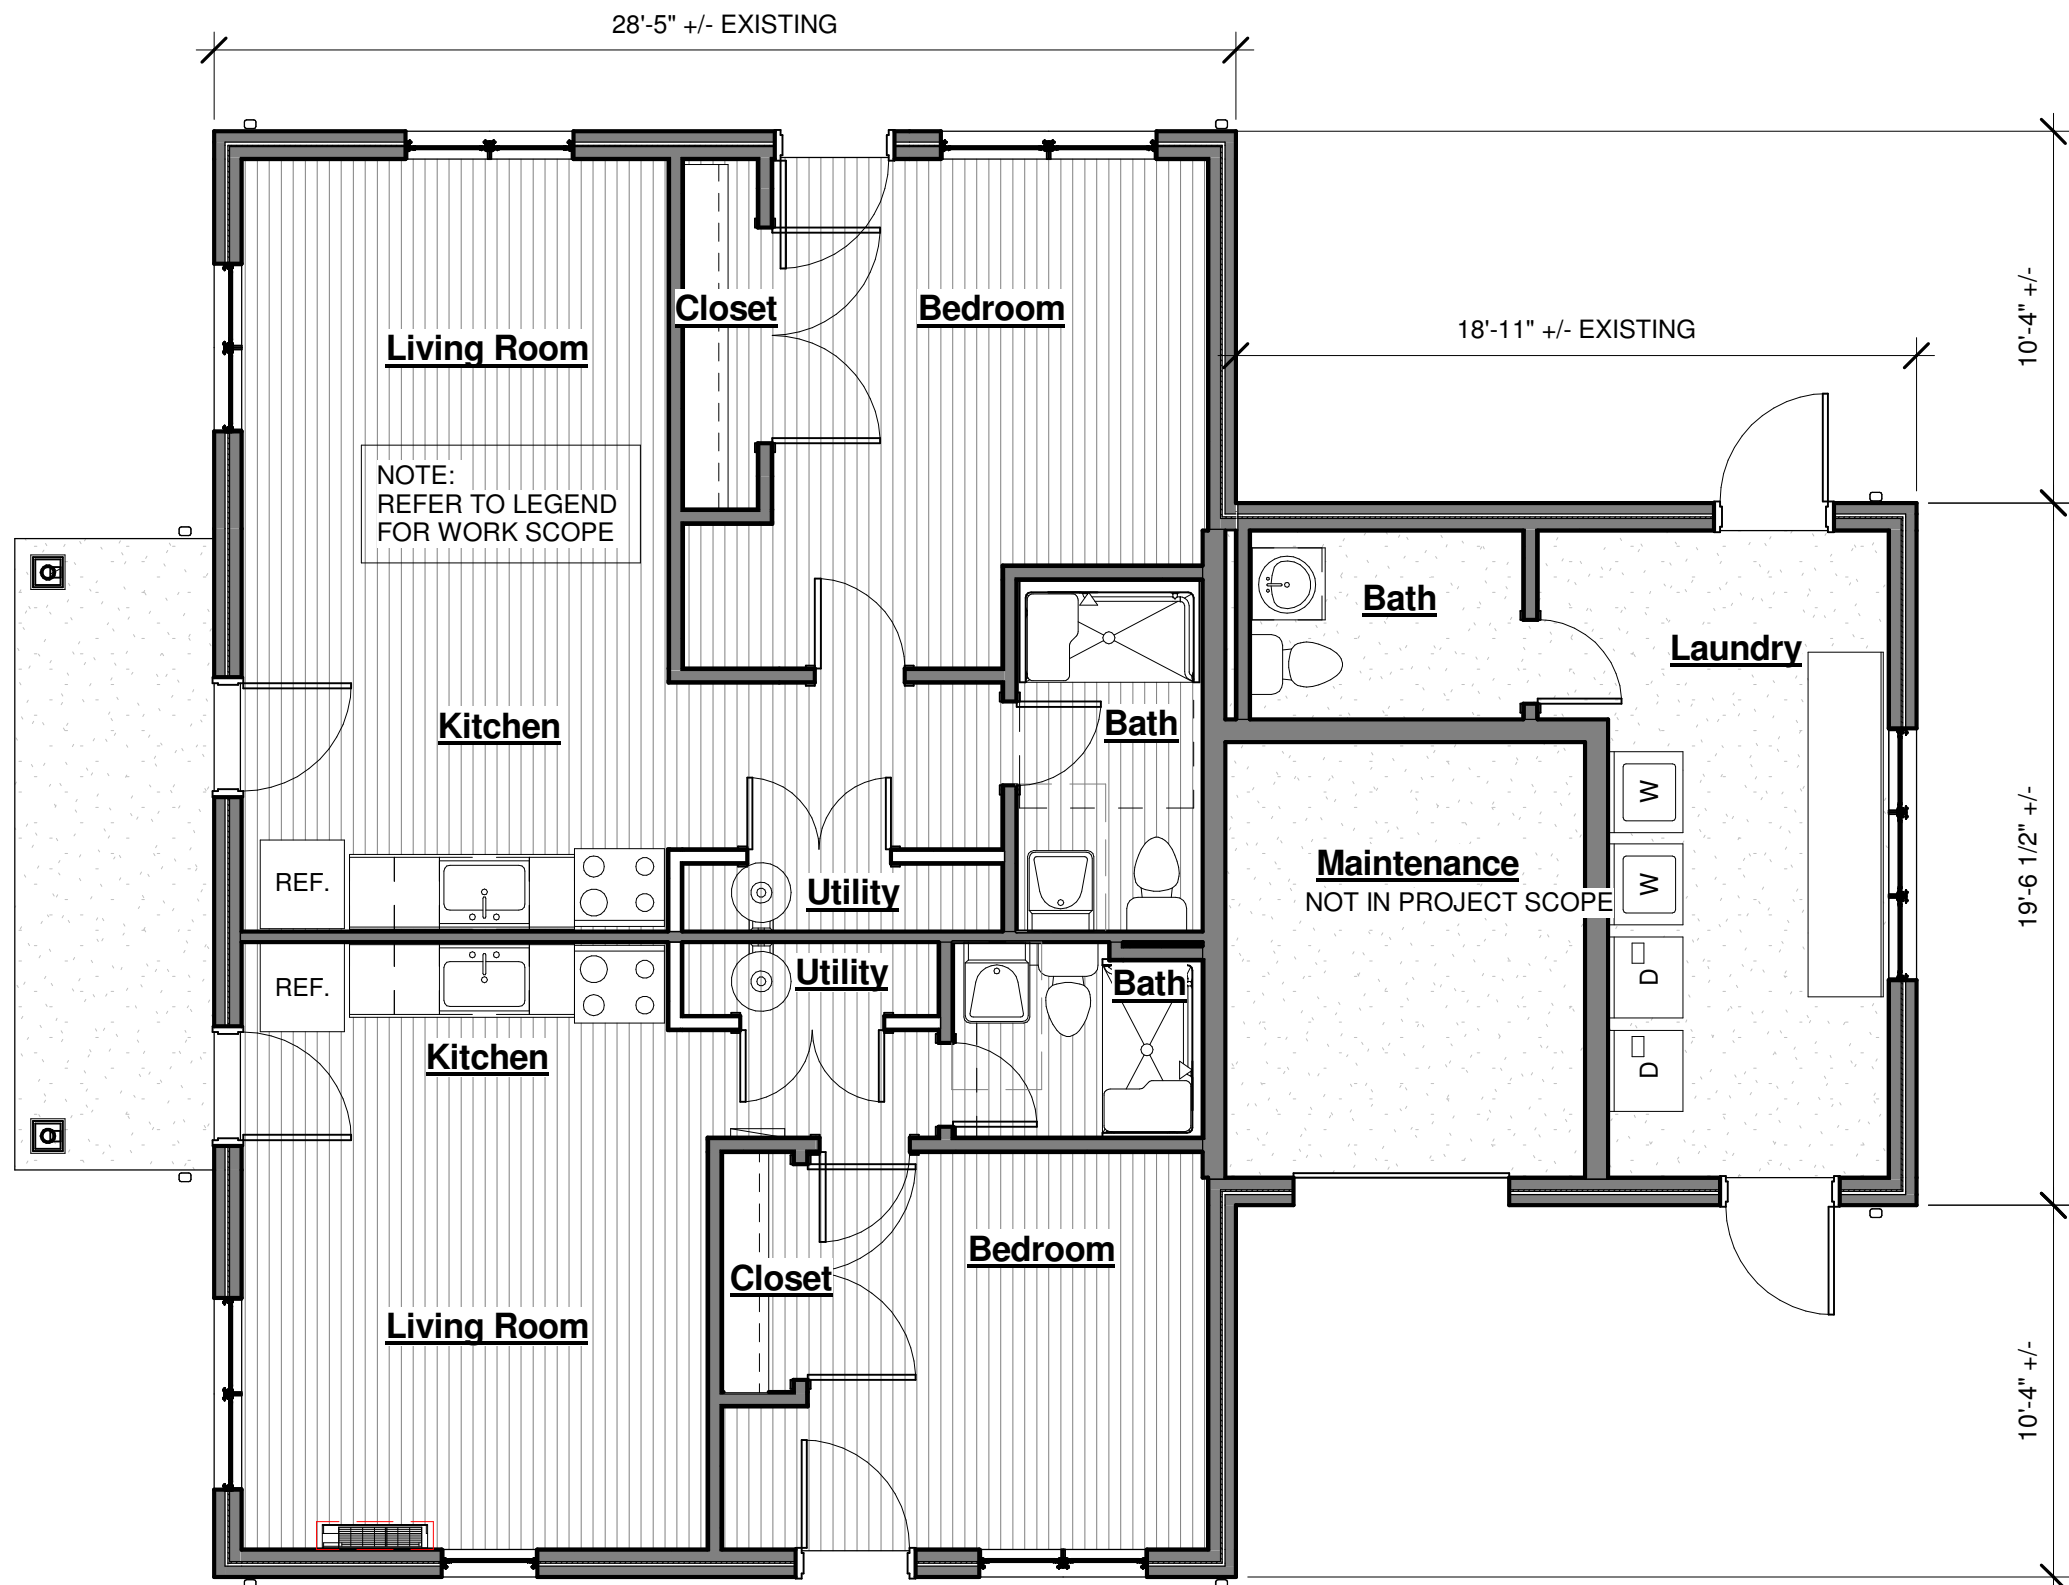 28'-5" +/- EXISTING
10'-4" +/-
Closet
Bedroom
18'-11" +/- EXISTING
Living Room
NOTE:
REFER TO LEGEND
FOR WORK SCOPE
Bath
Laundry
Kitchen
Bath
W
Maintenance
NOT IN PROJECT SCOPE
W
19'-6 1/2" +/-
REF.
Utility
REF.
Utility
Bath
D
Kitchen
D
Bedroom
Closet
Living Room
10'-4" +/-